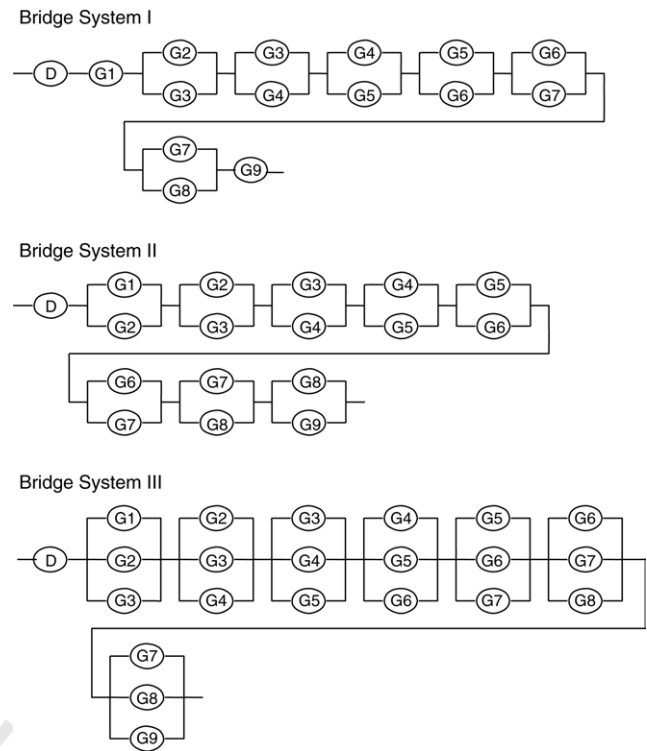 Bridge System I
G2 G3 G4 G5 G6
D G1
G3 G4 G5 G6 G7
G7
G9
G8
Bridge System II
G1 G2 G3 G4 G5
D
G2 G3 G4 G5 G6
G6 G7 G8
G7 G8 G9
Bridge System III
G1 G2 G3 G4 G5 G6
D G2 G3 G4 G5 G6 G7
G3 G4 G5 G6 G7 G8
G7
G8
G9